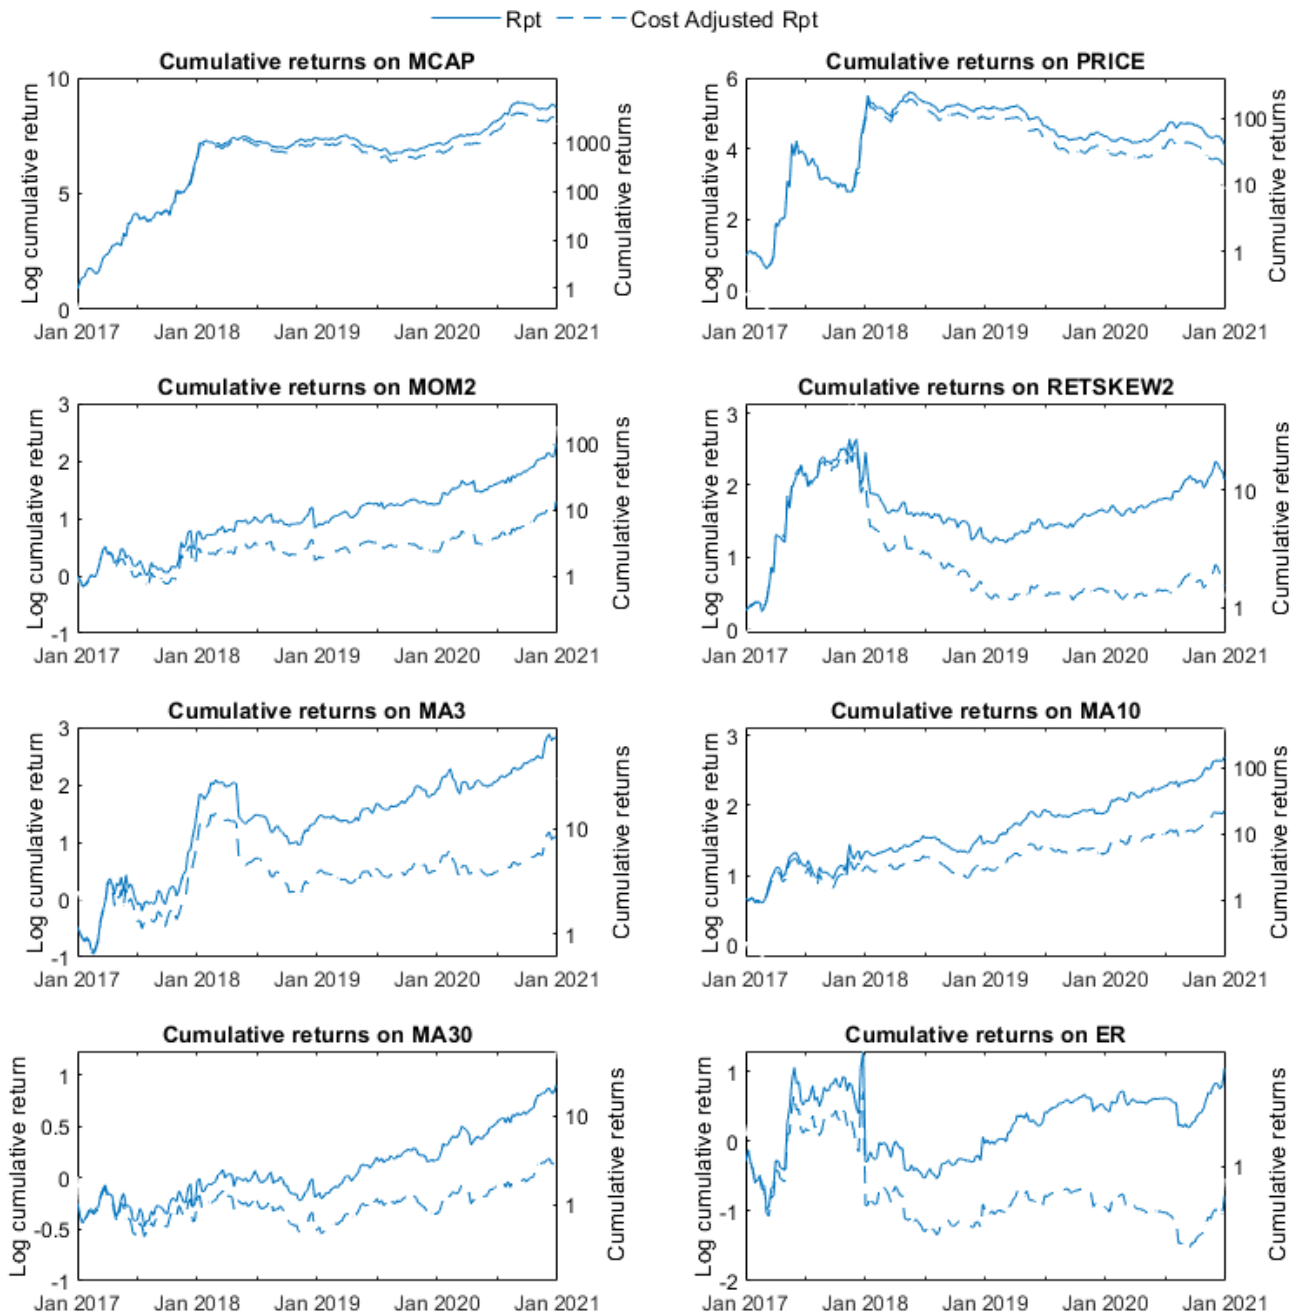 Rpt Cost Adjusted Rpt
Cumulative returns on MCAP
Log cumulative return
10
5
0
1000
100
10
1
Cumulative returns
Jan 2017 Jan 2018 Jan 2019 Jan 2020 Jan 2021
Cumulative returns on PRICE
Log cumulative return
6
4
2
0
100
10
1
Cumulative returns
Jan 2017 Jan 2018 Jan 2019 Jan 2020 Jan 2021
Cumulative returns on MOM2
Log cumulative return
3
2
1
0
-1
100
10
1
Cumulative returns
Jan 2017 Jan 2018 Jan 2019 Jan 2020 Jan 2021
Cumulative returns on RETSKEW2
Log cumulative return
3
2
1
0
10
1
Cumulative returns
Jan 2017 Jan 2018 Jan 2019 Jan 2020 Jan 2021
Cumulative returns on MA3
Log cumulative return
3
2
1
0
-1
10
1
Cumulative returns
Jan 2017 Jan 2018 Jan 2019 Jan 2020 Jan 2021
Cumulative returns on MA10
Log cumulative return
3
2
1
0
100
10
1
Cumulative returns
Jan 2017 Jan 2018 Jan 2019 Jan 2020 Jan 2021
Cumulative returns on MA30
Log cumulative return
1
0.5
0
-0.5
-1
10
1
Cumulative returns
Jan 2017 Jan 2018 Jan 2019 Jan 2020 Jan 2021
Cumulative returns on ER
Log cumulative return
1
0
-1
-2
1
Cumulative returns
Jan 2017 Jan 2018 Jan 2019 Jan 2020 Jan 2021